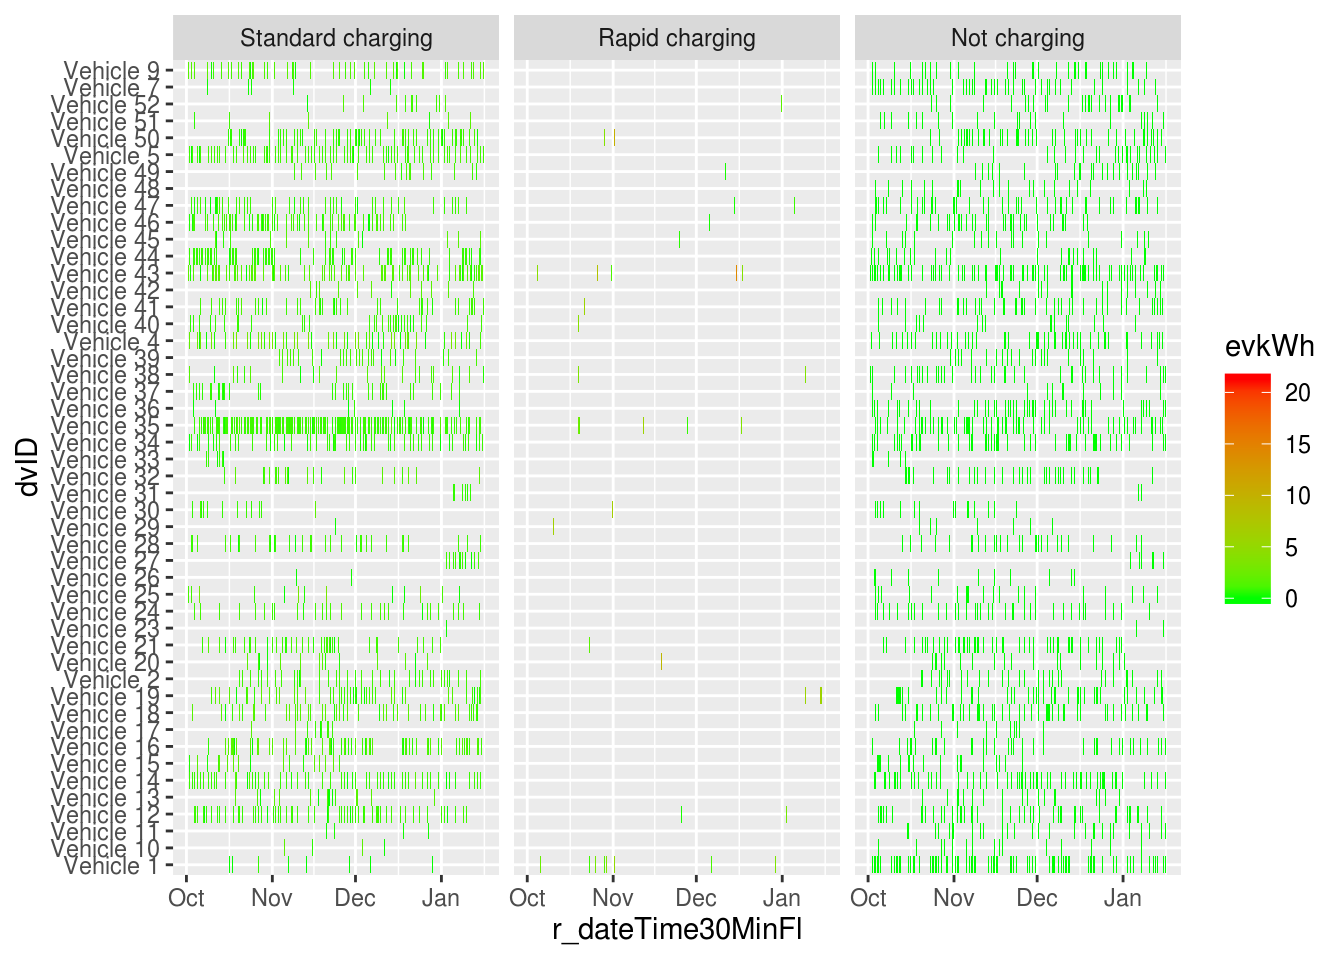 Standard charging
Rapid charging
Not charging
Vehicle 9
Vehicle 7
Vehicle 52
Vehicle 51
Vehicle 50
Vehicle 5
Vehicle 49
Vehicle 48
Vehicle 47
Vehicle 46
Vehicle 45
Vehicle 44
Vehicle 43
Vehicle 42
Vehicle 41
Vehicle 40
Vehicle 4
Vehicle 39
Vehicle 38
Vehicle 37
Vehicle 36
Vehicle 35
Vehicle 34
Vehicle 33
Vehicle 32
Vehicle 31
Vehicle 30
Vehicle 29
Vehicle 28
Vehicle 27
Vehicle 26
Vehicle 25
Vehicle 24
Vehicle 23
Vehicle 21
Vehicle 20
Vehicle 2
Vehicle 19
Vehicle 18
Vehicle 17
Vehicle 16
Vehicle 15
Vehicle 14
Vehicle 13
Vehicle 12
Vehicle 11
Vehicle 10
Vehicle 1
dvID
Oct Nov Dec Jan
Oct Nov Dec Jan
Oct Nov Dec Jan
r_dateTime30MinFl
evkWh
20
15
10
5
0